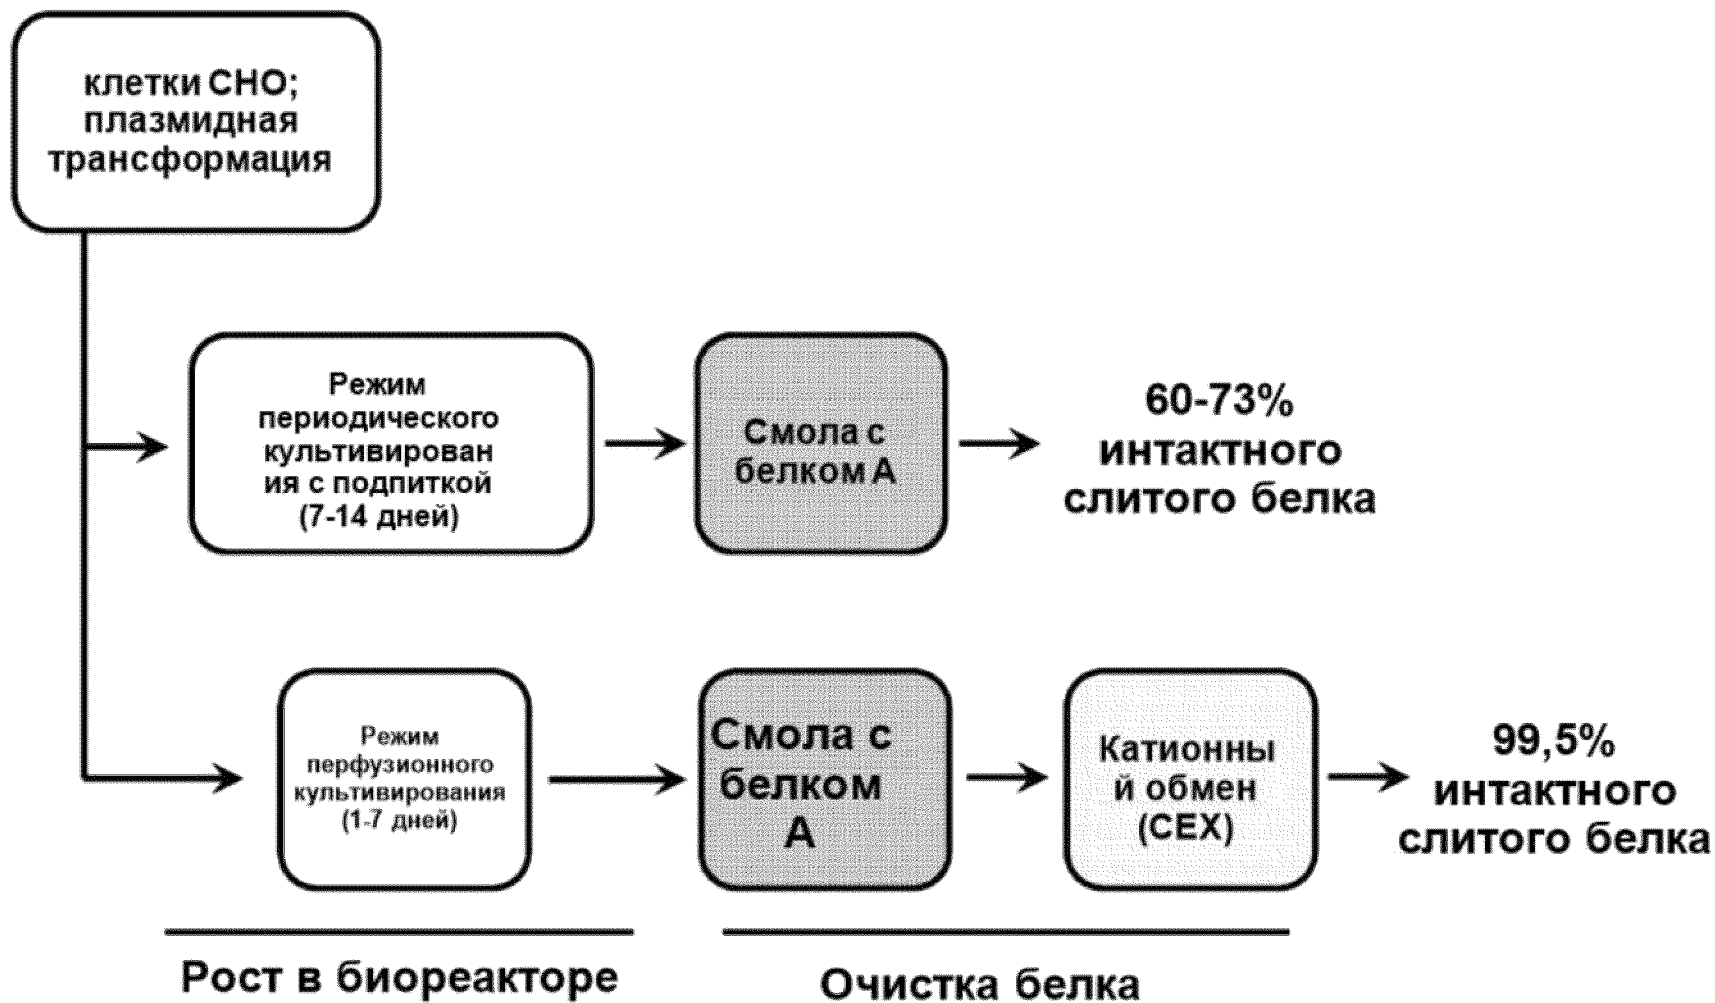 клетки CHO;
плазмидная
трансформация
Режим
периодического
культивирован
ия с подпиткой
(7-14 дней)
Смола с
белком А
60-73%
интактного
слитого белка
Режим
перфузионного
культивирования
(1-7 дней)
Смола с
белком
А
Катионны
й обмен
(CEX)
99,5%
интактного
слитого белка
Рост в биореакторе
Очистка белка